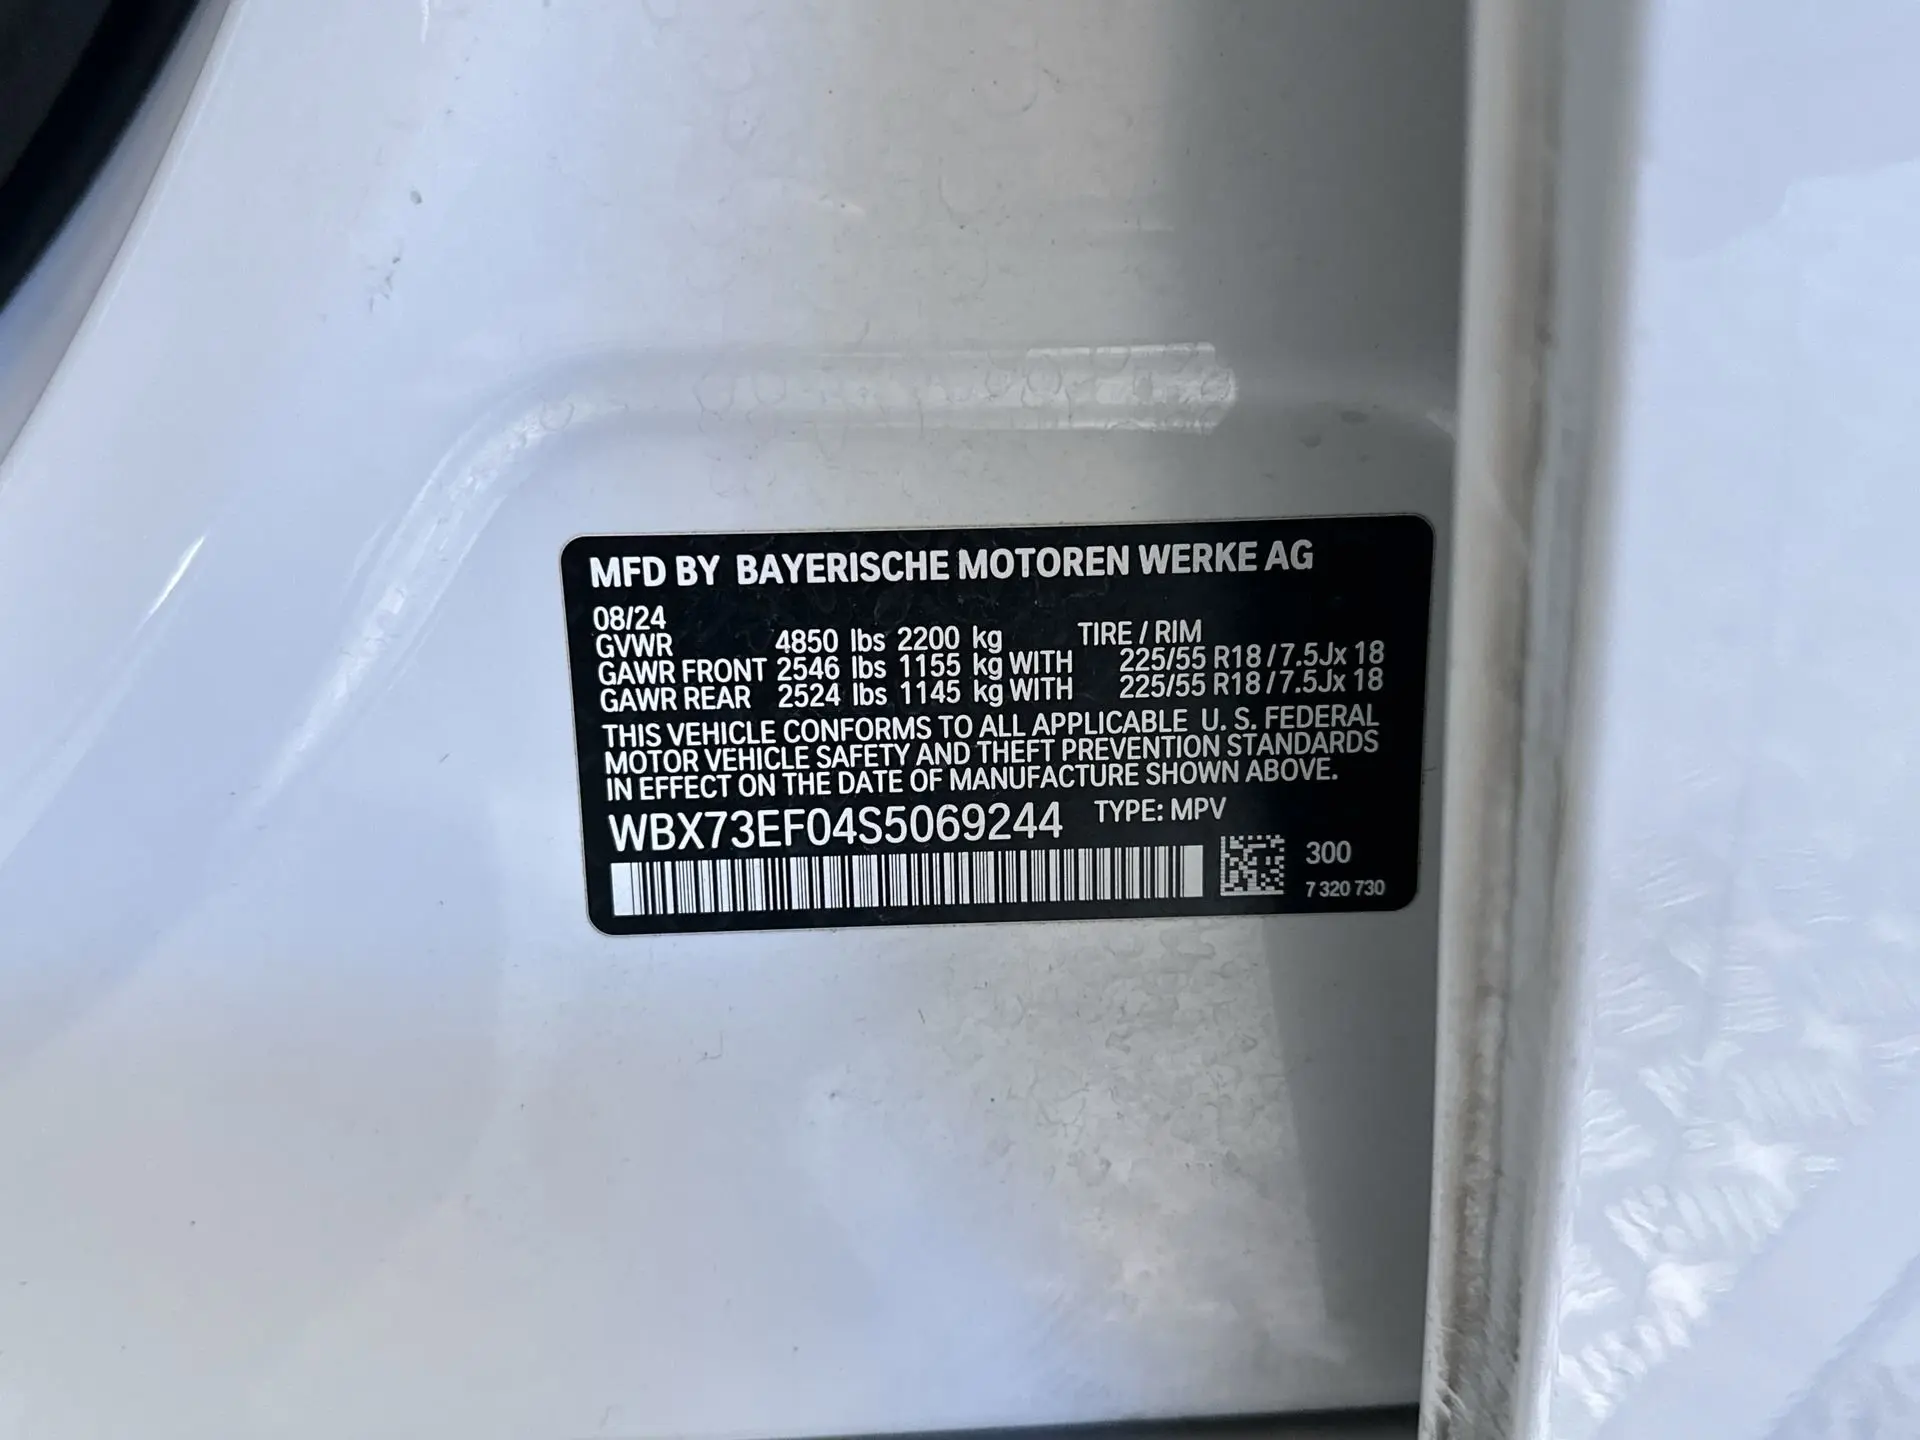 MFD BY BAYERISCHE MOTOREN WERKE AG
08/24
GVWR 4850 lbs 2200 kg TIRE / RIM
GAWR FRONT 2546 lbs 1155 kg WITH 225/55 R18 / 7.5Jx 18
GAWR REAR 2524 lbs 1145 kg WITH 225/55 R18 / 7.5Jx 18
THIS VEHICLE CONFORMS TO ALL APPLICABLE U. S. FEDERAL
MOTOR VEHICLE SAFETY AND THEFT PREVENTION STANDARDS
IN EFFECT ON THE DATE OF MANUFACTURE SHOWN ABOVE.
WBX73EF04S5069244 TYPE: MPV
300
7 320 730